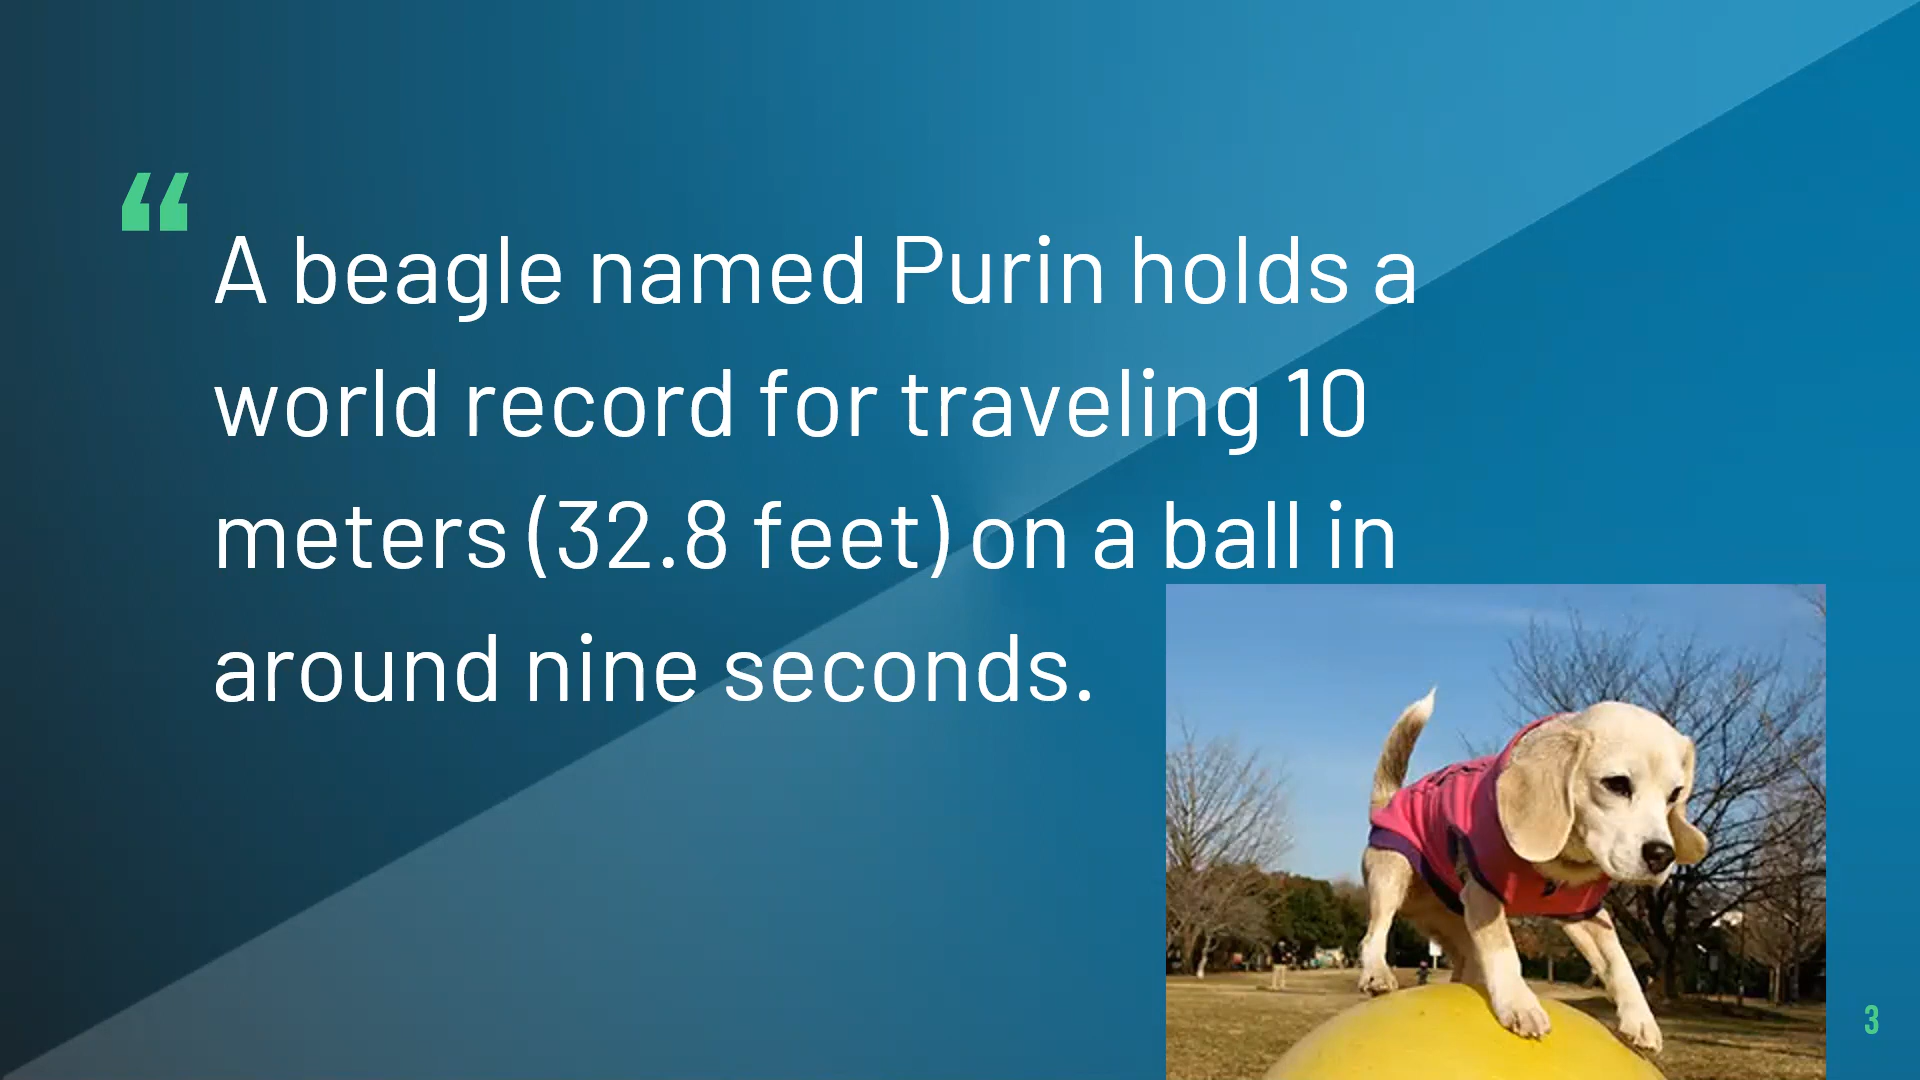 “
A beagle named Purin holds a
world record for traveling 10
meters (32.8 feet) on a ball in
around nine seconds.
3